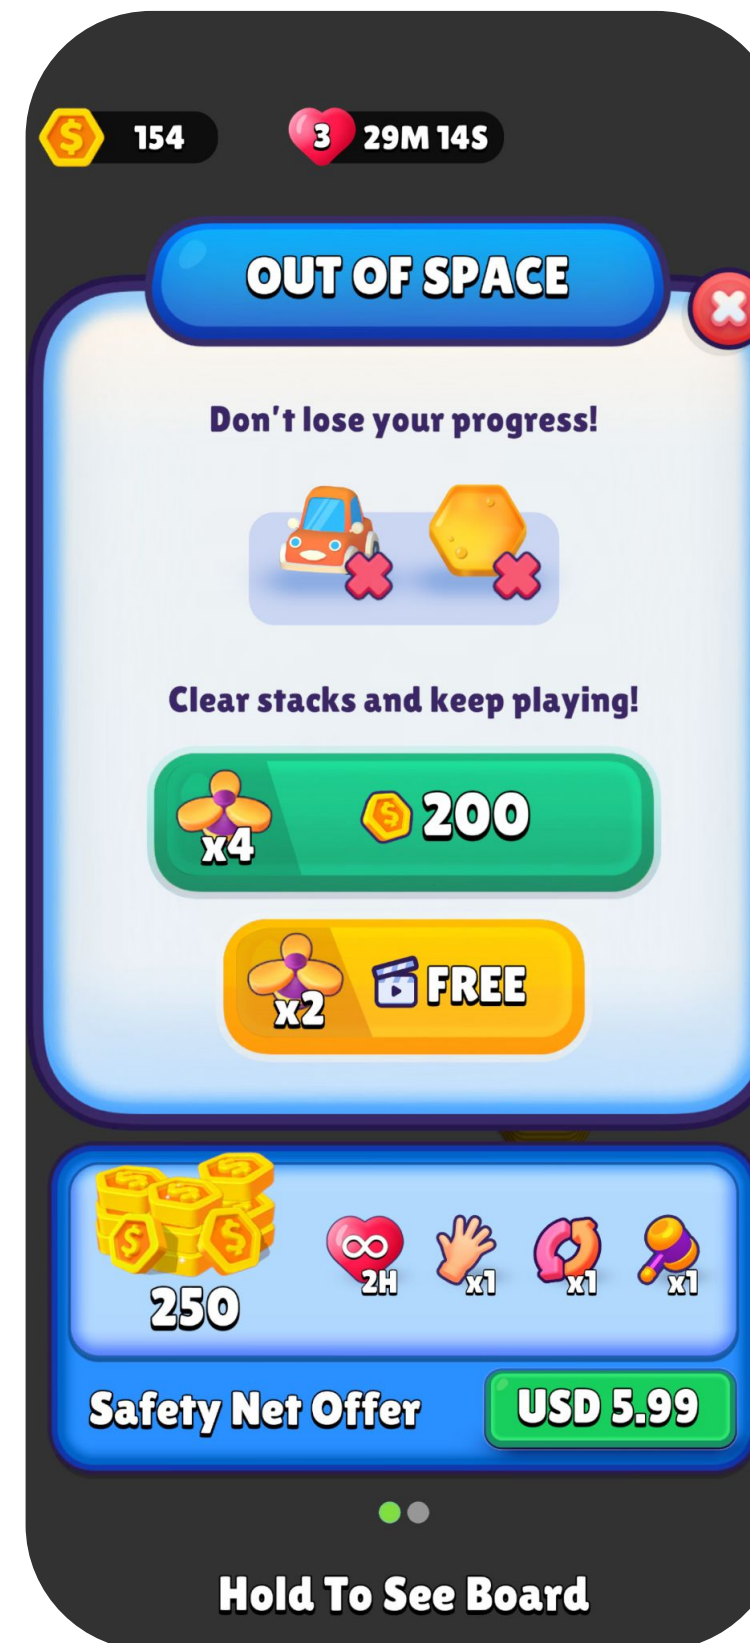 154
3 29M 14S
OUT OF SPACE
Don't lose your progress!
Clear stacks and keep playing!
x4 200
x2 FREE
250
2H x1 x1 x1
Safety Net Offer USD 5.99
Hold To See Board